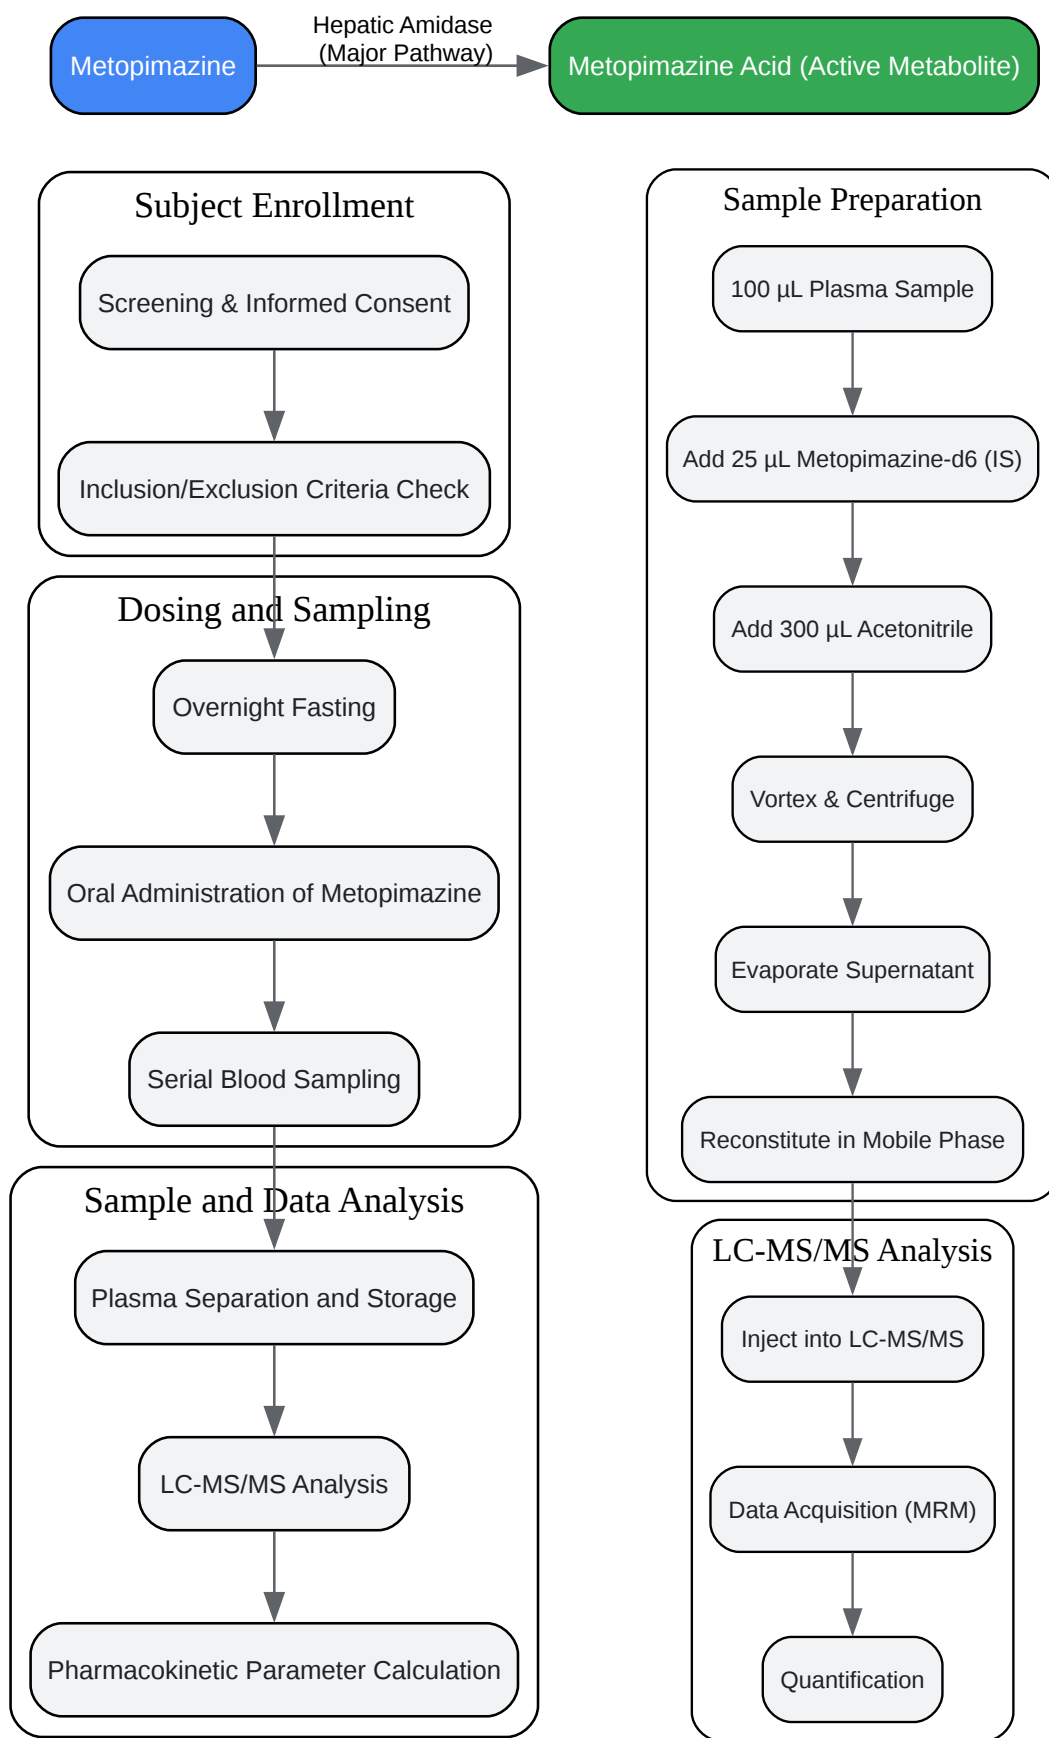 Metopimazine
Hepatic Amidase
(Major Pathway)
Metopimazine Acid (Active Metabolite)
Subject Enrollment
Screening & Informed Consent
Inclusion/Exclusion Criteria Check
Dosing and Sampling
Overnight Fasting
Oral Administration of Metopimazine
Serial Blood Sampling
Sample and Data Analysis
Plasma Separation and Storage
LC-MS/MS Analysis
Pharmacokinetic Parameter Calculation
Sample Preparation
100 µL Plasma Sample
Add 25 µL Metopimazine-d6 (IS)
Add 300 µL Acetonitrile
Vortex & Centrifuge
Evaporate Supernatant
Reconstitute in Mobile Phase
LC-MS/MS Analysis
Inject into LC-MS/MS
Data Acquisition (MRM)
Quantification